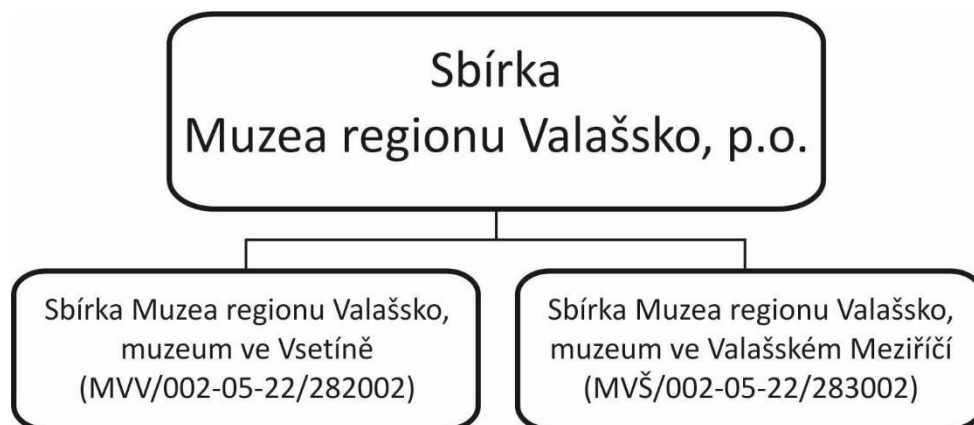 Sbírka
Muzea regionu Valašsko, p.o.
Sbírka Muzea regionu Valašsko,
muzeum ve Vsetíně
(MVV/002-05-22/282002)
Sbírka Muzea regionu Valašsko,
muzeum ve Valašském Meziříčí
(MVŠ/002-05-22/283002)